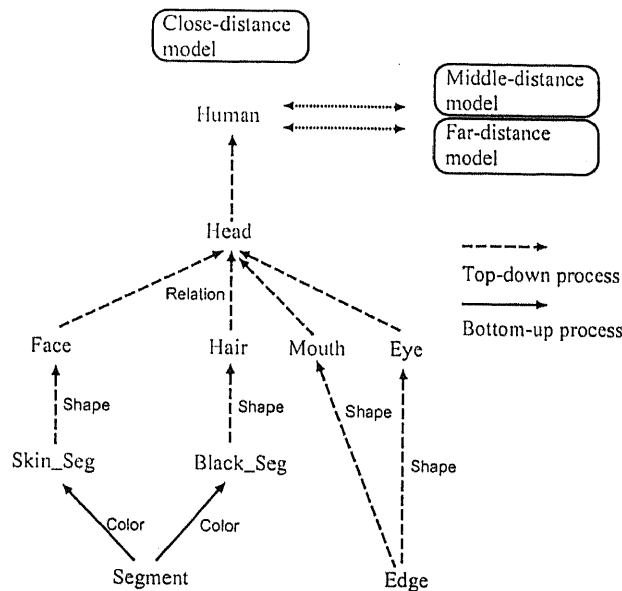 Close-distance
model
Middle-distance
model
Human
Far-distance
model
Head
Top-down process
Relation
Bottom-up process
Face
Hair
Mouth
Eye
Shape
Shape
Shape
Skin_Seg
Black_Seg
Shape
Color
Color
Segment
Edge